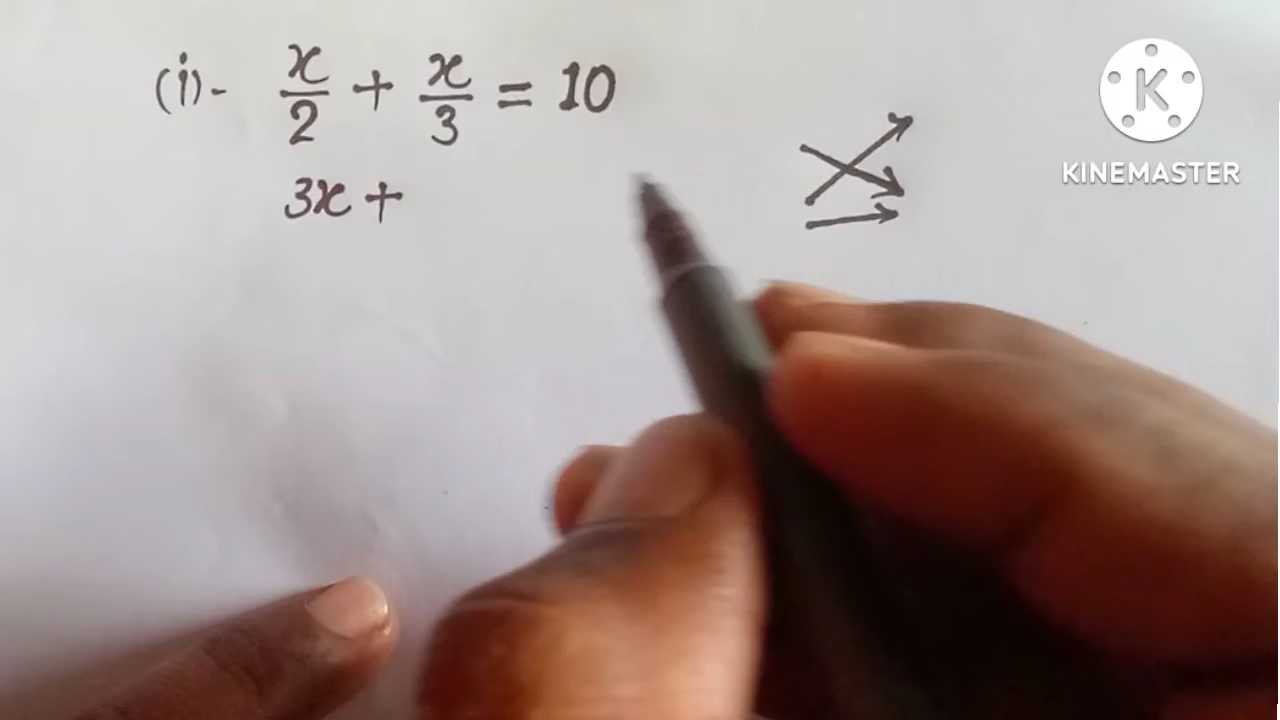 (i)- x/2 + x/3 = 10
3x +
K
KINEMASTER